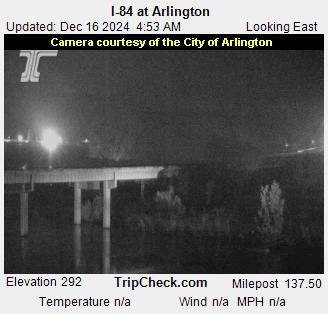 I-84 at Arlington
Updated: Dec 16 2024 4:53 AM Looking East
Camera courtesy of the City of Arlington
Elevation 292 TripCheck.com Milepost 137.50
Temperature n/a Wind n/a MPH n/a